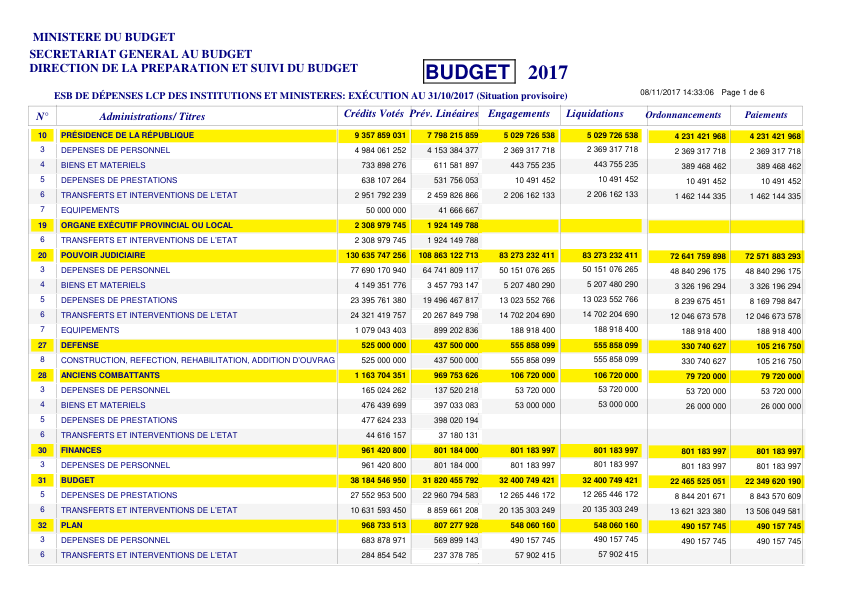 MINISTERE DU BUDGET
SECRETARIAT GENERAL AU BUDGET
DIRECTION DE LA PREPARATION ET SUIVI DU BUDGET
BUDGET 2017
ESB DE DÉPENSES LCP DES INSTITUTIONS ET MINISTERES: EXÉCUTION AU 31/10/2017 (Situation provisoire) 08/11/2017 14:33:06 Page 1 de 6
N° Administrations/ Titres Crédits Votés Prév. Linéaires Engagements Liquidations Ordonnancements Paiements
10 PRÉSIDENCE DE LA RÉPUBLIQUE 9 357 859 031 7 798 215 859 5 029 726 538 5 029 726 538 4 231 421 968 4 231 421 968
3 DEPENSES DE PERSONNEL 4 984 061 252 4 153 384 377 2 369 317 718 2 369 317 718 2 369 317 718 2 369 317 718
4 BIENS ET MATERIELS 733 898 276 611 581 897 443 755 235 443 755 235 389 468 462 389 468 462
5 DEPENSES DE PRESTATIONS 638 107 264 531 756 053 10 491 452 10 491 452 10 491 452 10 491 452
6 TRANSFERTS ET INTERVENTIONS DE L'ETAT 2 951 792 239 2 459 826 866 2 206 162 133 2 206 162 133 1 462 144 335 1 462 144 335
7 EQUIPEMENTS 50 000 000 41 666 667
19 ORGANE EXÉCUTIF PROVINCIAL OU LOCAL 2 308 979 745 1 924 149 788
6 TRANSFERTS ET INTERVENTIONS DE L'ETAT 2 308 979 745 1 924 149 788
20 POUVOIR JUDICIAIRE 130 635 747 256 108 863 122 713 83 273 232 411 83 273 232 411 72 641 759 898 72 571 883 293
3 DEPENSES DE PERSONNEL 77 690 170 940 64 741 809 117 50 151 076 265 50 151 076 265 48 840 296 175 48 840 296 175
4 BIENS ET MATERIELS 4 149 351 776 3 457 793 147 5 207 480 290 5 207 480 290 3 326 196 294 3 326 196 294
5 DEPENSES DE PRESTATIONS 23 395 761 380 19 496 467 817 13 023 552 766 13 023 552 766 8 239 675 451 8 169 798 847
6 TRANSFERTS ET INTERVENTIONS DE L'ETAT 24 321 419 757 20 267 849 798 14 702 204 690 14 702 204 690 12 046 673 578 12 046 673 578
7 EQUIPEMENTS 1 079 043 403 899 202 836 188 918 400 188 918 400 188 918 400 188 918 400
27 DEFENSE 525 000 000 437 500 000 555 858 099 555 858 099 330 740 627 105 216 750
8 CONSTRUCTION, REFECTION, REHABILITATION, ADDITION D'OUVRAG 525 000 000 437 500 000 555 858 099 555 858 099 330 740 627 105 216 750
28 ANCIENS COMBATTANTS 1 163 704 351 969 753 626 106 720 000 106 720 000 79 720 000 79 720 000
3 DEPENSES DE PERSONNEL 165 024 262 137 520 218 53 720 000 53 720 000 53 720 000 53 720 000
4 BIENS ET MATERIELS 476 439 699 397 033 083 53 000 000 53 000 000 26 000 000 26 000 000
5 DEPENSES DE PRESTATIONS 477 624 233 398 020 194
6 TRANSFERTS ET INTERVENTIONS DE L'ETAT 44 616 157 37 180 131
30 FINANCES 961 420 800 801 184 000 801 183 997 801 183 997 801 183 997 801 183 997
3 DEPENSES DE PERSONNEL 961 420 800 801 184 000 801 183 997 801 183 997 801 183 997 801 183 997
31 BUDGET 38 184 546 950 31 820 455 792 32 400 749 421 32 400 749 421 22 465 525 051 22 349 620 190
5 DEPENSES DE PRESTATIONS 27 552 953 500 22 960 794 583 12 265 446 172 12 265 446 172 8 844 201 671 8 843 570 609
6 TRANSFERTS ET INTERVENTIONS DE L'ETAT 10 631 593 450 8 859 661 208 20 135 303 249 20 135 303 249 13 621 323 380 13 506 049 581
32 PLAN 968 733 513 807 277 928 548 060 160 548 060 160 490 157 745 490 157 745
3 DEPENSES DE PERSONNEL 683 878 971 569 899 143 490 157 745 490 157 745 490 157 745 490 157 745
6 TRANSFERTS ET INTERVENTIONS DE L'ETAT 284 854 542 237 378 785 57 902 415 57 902 415